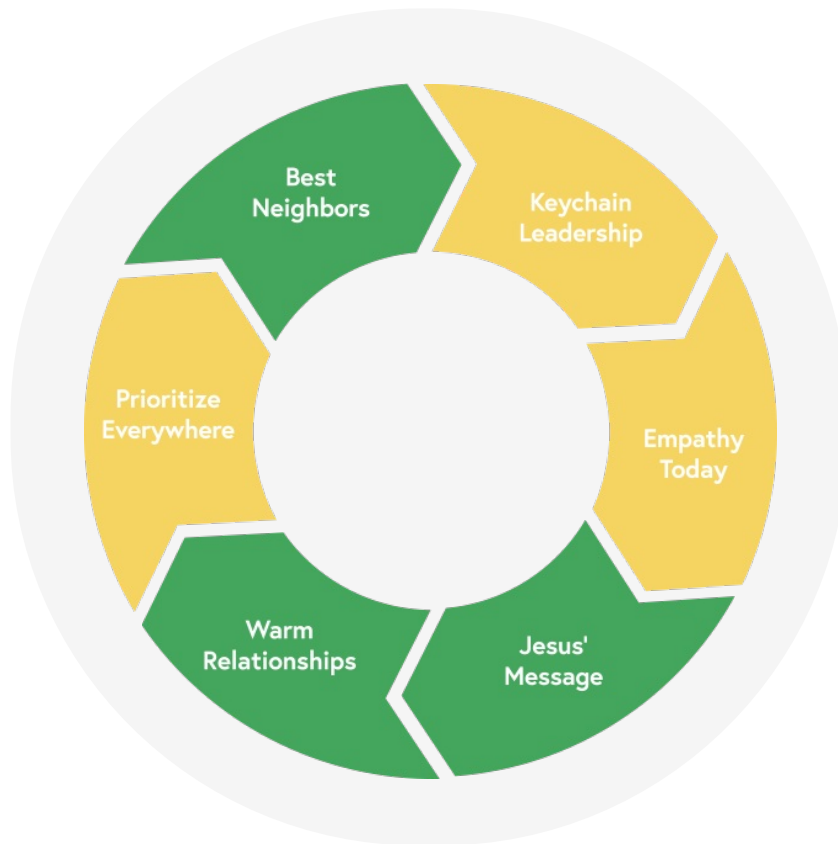 Best
Neighbors
Keychain
Leadership
Prioritize
Everywhere
Empathy
Today
Warm
Relationships
Jesus'
Message